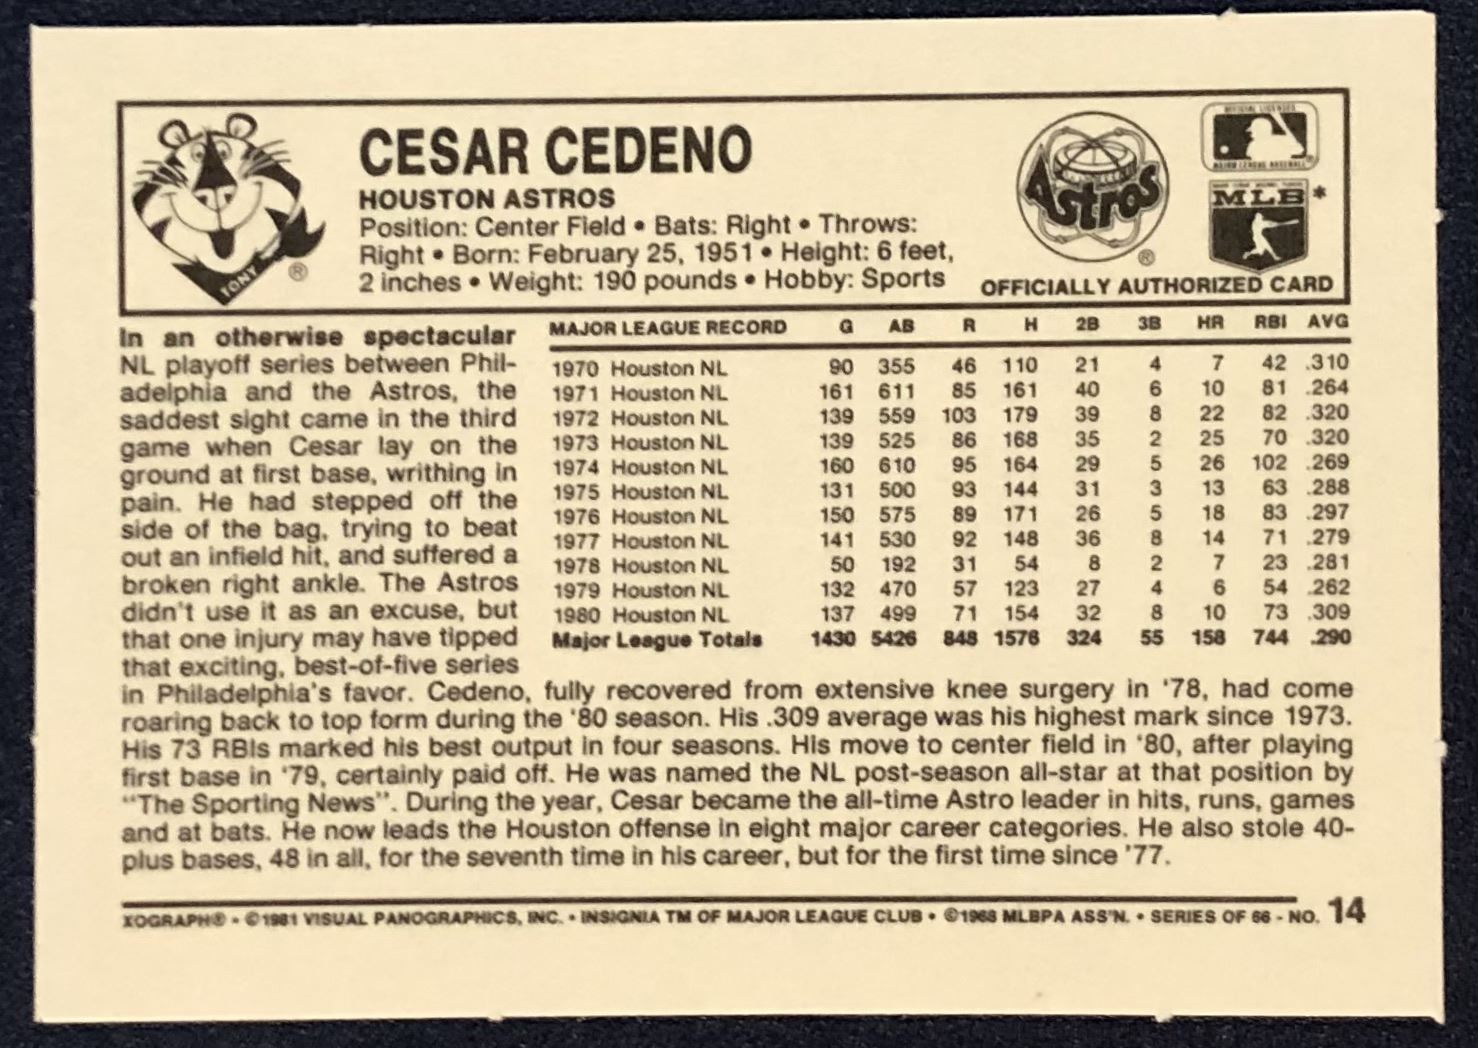 CESAR CEDENO
HOUSTON ASTROS
Position: Center Field • Bats: Right • Throws:
Right • Born: February 25, 1951 • Height: 6 feet,
2 inches • Weight: 190 pounds • Hobby: Sports
TONY ®
Astros
®
OFFICIAL LICENSEE
MAJOR LEAGUE BASEBALL ®
MLB *
OFFICIALLY AUTHORIZED CARD
In an otherwise spectacular
NL playoff series between Phil-
adelphia and the Astros, the
saddest sight came in the third
game when Cesar lay on the
ground at first base, writhing in
pain. He had stepped off the
side of the bag, trying to beat
out an infield hit, and suffered a
broken right ankle. The Astros
didn't use it as an excuse, but
that one injury may have tipped
that exciting, best-of-five series
in Philadelphia's favor. Cedeno, fully recovered from extensive knee surgery in '78, had come
roaring back to top form during the '80 season. His .309 average was his highest mark since 1973.
His 73 RBIs marked his best output in four seasons. His move to center field in '80, after playing
first base in '79, certainly paid off. He was named the NL post-season all-star at that position by
"The Sporting News". During the year, Cesar became the all-time Astro leader in hits, runs, games
and at bats. He now leads the Houston offense in eight major career categories. He also stole 40-
plus bases, 48 in all, for the seventh time in his career, but for the first time since '77.
MAJOR LEAGUE RECORD G AB R H 2B 3B HR RBI AVG
1970 Houston NL 90 355 46 110 21 4 7 42 .310
1971 Houston NL 161 611 85 161 40 6 10 81 .264
1972 Houston NL 139 559 103 179 39 8 22 82 .320
1973 Houston NL 139 525 86 168 35 2 25 70 .320
1974 Houston NL 160 610 95 164 29 5 26 102 .269
1975 Houston NL 131 500 93 144 31 3 13 63 .288
1976 Houston NL 150 575 89 171 26 5 18 83 .297
1977 Houston NL 141 530 92 148 36 8 14 71 .279
1978 Houston NL 50 192 31 54 8 2 7 23 .281
1979 Houston NL 132 470 57 123 27 4 6 54 .262
1980 Houston NL 137 499 71 154 32 8 10 73 .309
Major League Totals 1430 5426 848 1576 324 55 158 744 .290
XOGRAPH® • ©1981 VISUAL PANOGRAPHICS, INC. • INSIGNIA TM OF MAJOR LEAGUE CLUB • ©1968 MLBPA ASS'N. • SERIES OF 66 - NO. 14